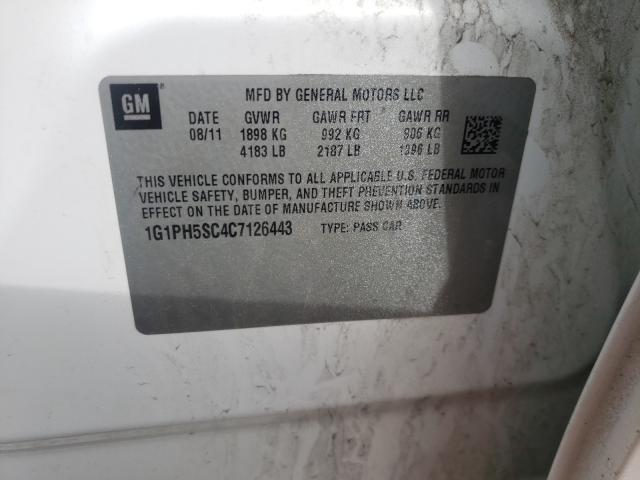 GM
MFD BY GENERAL MOTORS LLC
DATE GVWR GAWR FRT GAWR RR
08/11 1898 KG 992 KG 906 KG
4183 LB 2187 LB 1996 LB
THIS VEHICLE CONFORMS TO ALL APPLICABLE U.S. FEDERAL MOTOR
VEHICLE SAFETY, BUMPER, AND THEFT PREVENTION STANDARDS IN
EFFECT ON THE DATE OF MANUFACTURE SHOWN ABOVE.
1G1PH5SC4C7126443 TYPE: PASS CAR